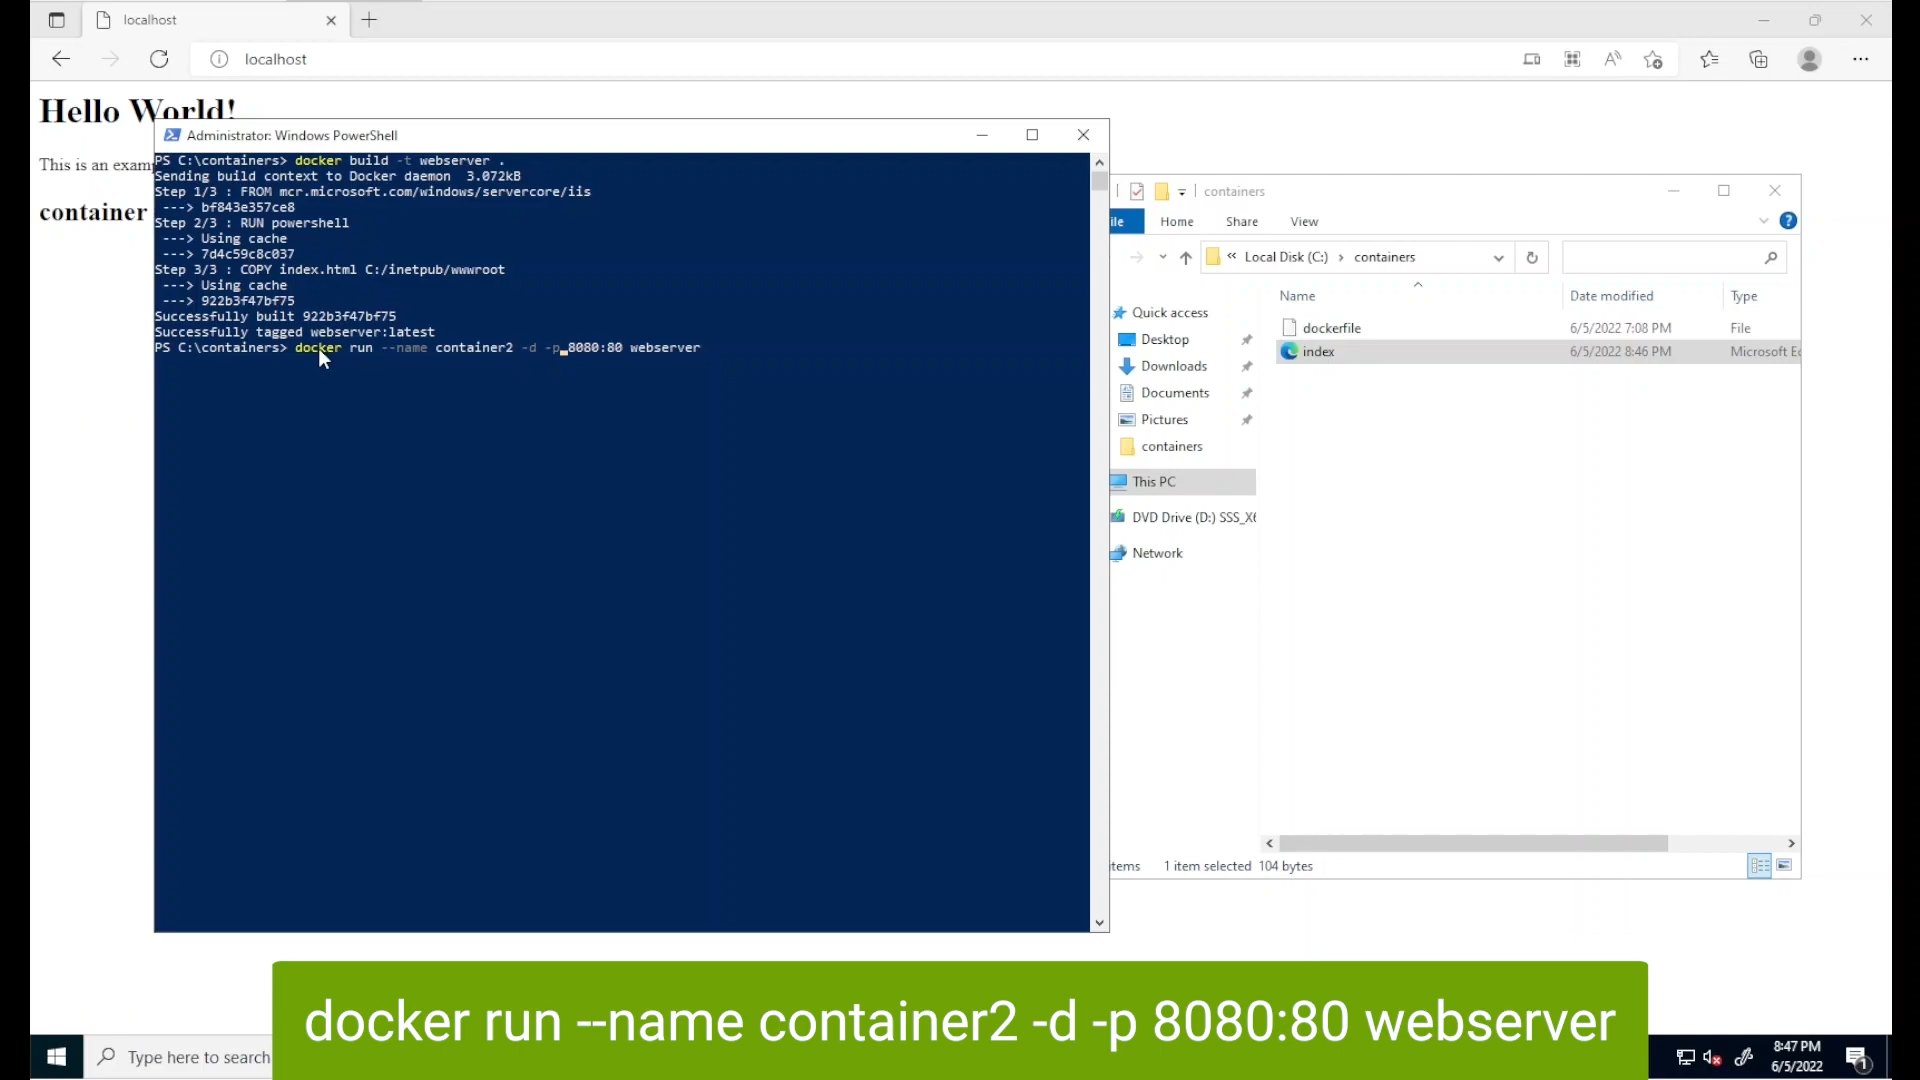 localhost
localhost
Hello World!
This is an
container
Administrator: Windows PowerShell
PS C:\containers> docker build -t webserver .
Sending build context to Docker daemon  3.072kB
Step 1/3 : FROM mcr.microsoft.com/windows/servercore/iis
---> bf843e357ce8
Step 2/3 : RUN powershell
---> Using cache
---> 7d4c59c8c037
Step 3/3 : COPY index.html C:/inetpub/wwwroot
---> Using cache
---> 922b3f47bf75
Successfully built 922b3f47bf75
Successfully tagged webserver:latest
PS C:\containers> docker run --name container2 -d -p 8080:80 webserver
containers
Home Share View
« Local Disk (C:) › containers
Name Date modified Type
Quick access
Desktop
Downloads
Documents
Pictures
containers
This PC
DVD Drive (D:) SSS_X6
Network
dockerfile 6/5/2022 7:08 PM File
index 6/5/2022 8:46 PM Microsoft Ed
1 item selected 104 bytes
docker run --name container2 -d -p 8080:80 webserver
Type here to search
8:47 PM
6/5/2022
1